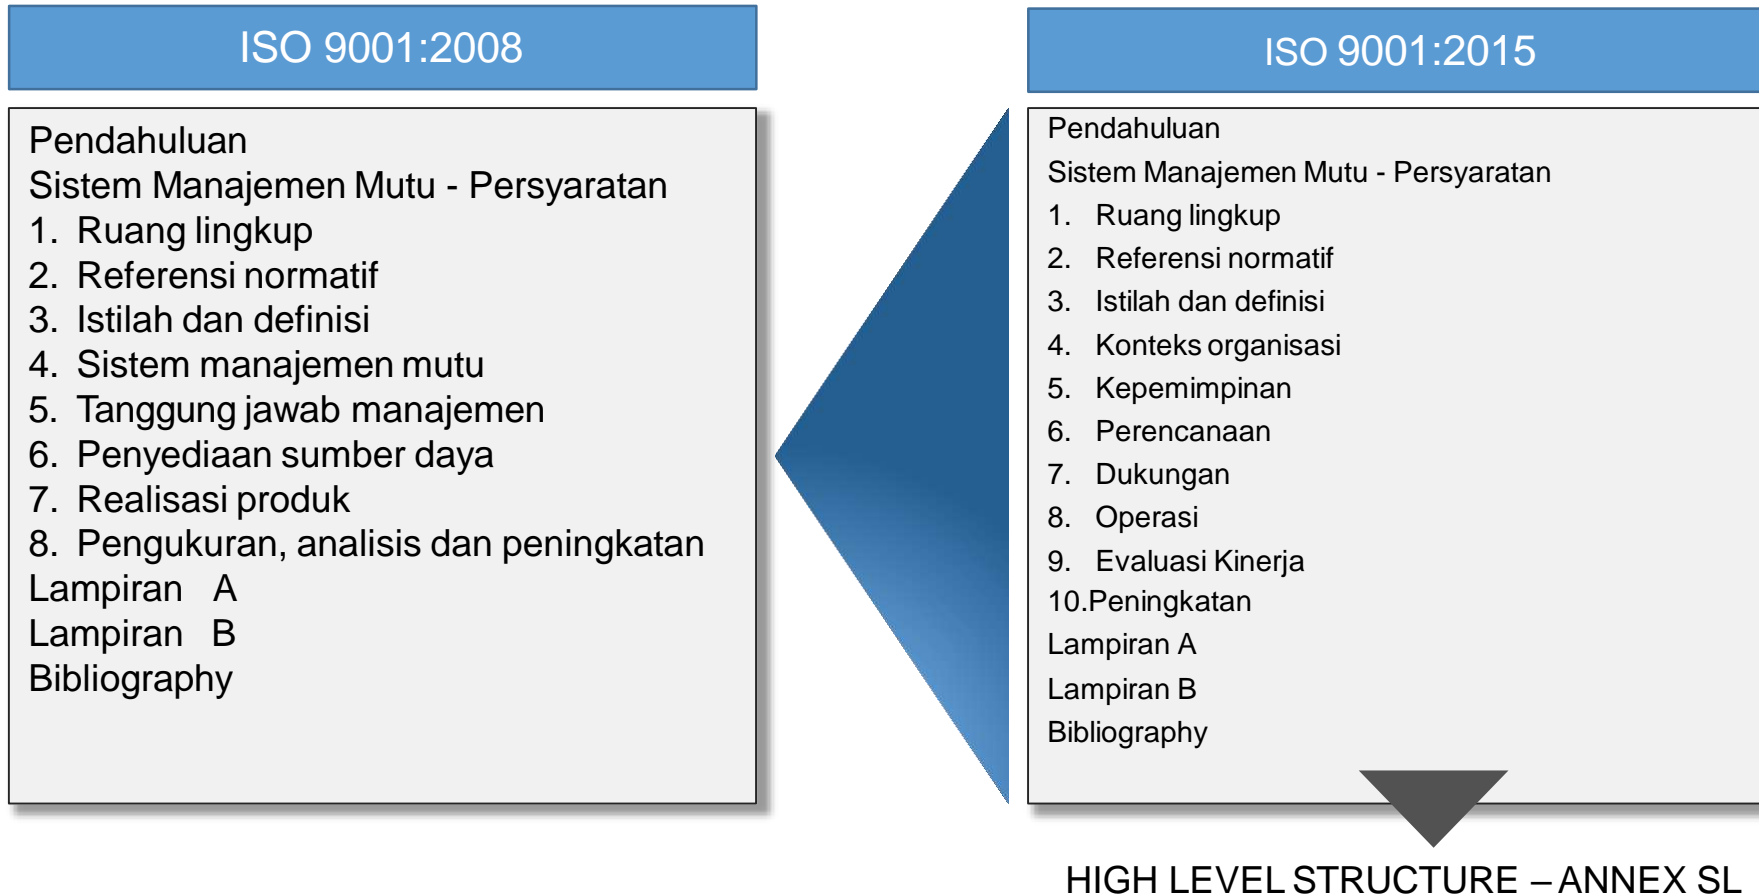 ISO 9001:2008
Pendahuluan
Sistem Manajemen Mutu - Persyaratan
1. Ruang lingkup
2. Referensi normatif
3. Istilah dan definisi
4. Sistem manajemen mutu
5. Tanggung jawab manajemen
6. Penyediaan sumber daya
7. Realisasi produk
8. Pengukuran, analisis dan peningkatan
Lampiran A
Lampiran B
Bibliography
ISO 9001:2015
Pendahuluan
Sistem Manajemen Mutu - Persyaratan
1. Ruang lingkup
2. Referensi normatif
3. Istilah dan definisi
4. Konteks organisasi
5. Kepemimpinan
6. Perencanaan
7. Dukungan
8. Operasi
9. Evaluasi Kinerja
10.Peningkatan
Lampiran A
Lampiran B
Bibliography
HIGH LEVEL STRUCTURE – ANNEX SL